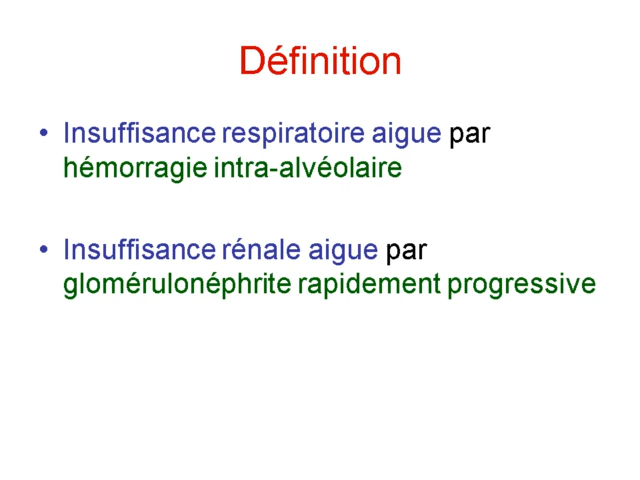 Définition
• Insuffisance respiratoire aigue par
hémorragie intra-alvéolaire
• Insuffisance rénale aigue par
glomérulonéphrite rapidement progressive